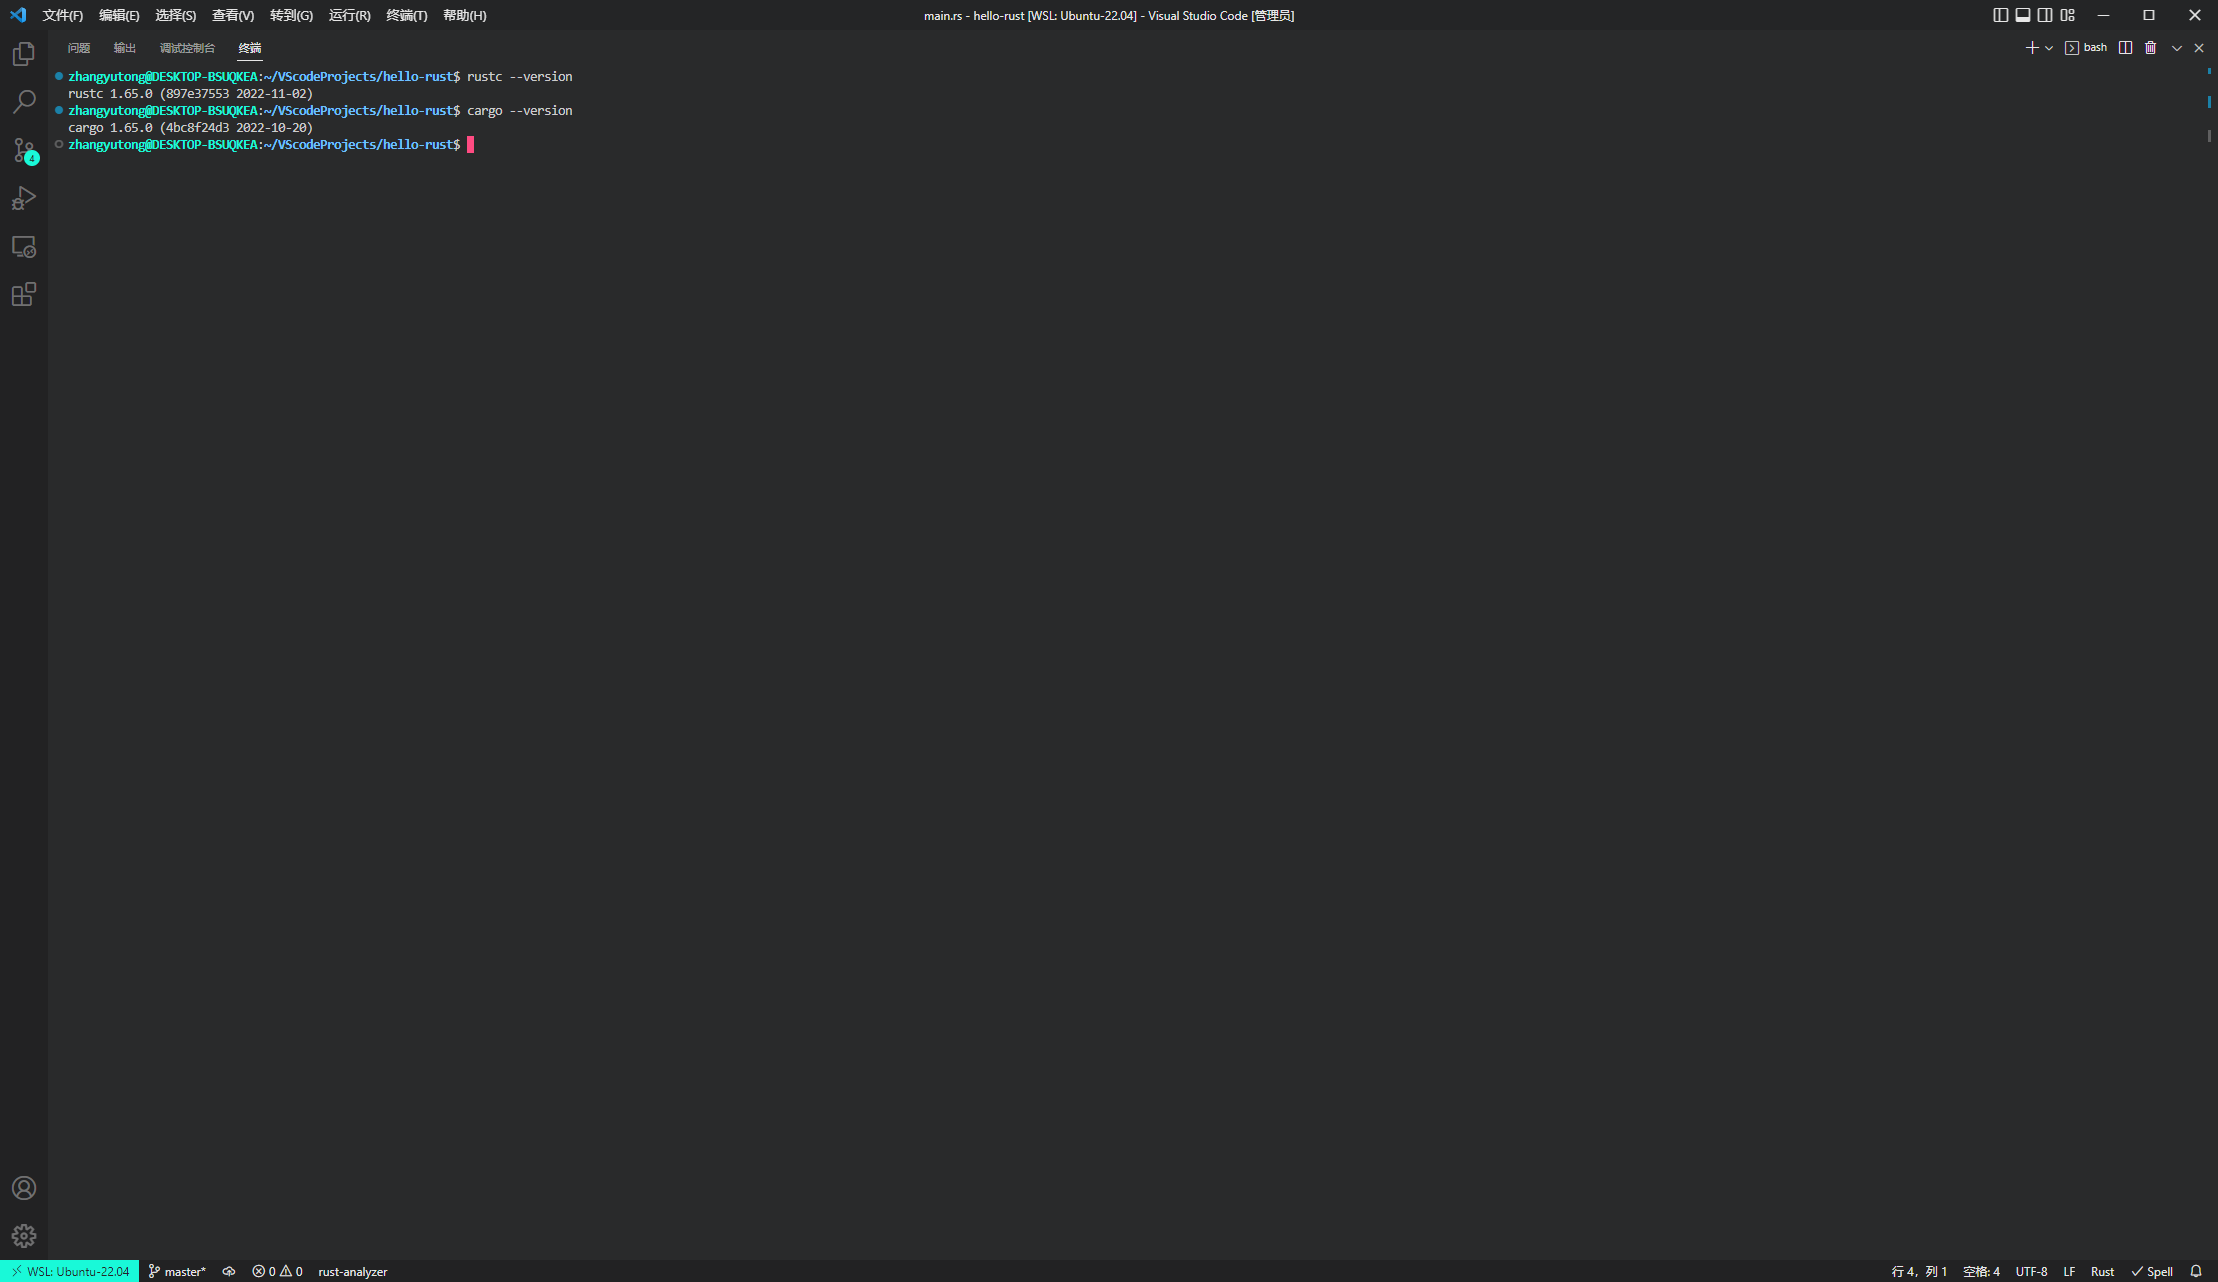 文件(F) 编辑(E) 选择(S) 查看(V) 转到(G) 运行(R) 终端(T) 帮助(H) main.rs - hello-rust [WSL: Ubuntu-22.04] - Visual Studio Code [管理员]
问题 输出 调试控制台 终端 bash
zhangyutong@DESKTOP-BSUQKEA:~/VScodeProjects/hello-rust$ rustc --version
rustc 1.65.0 (897e37553 2022-11-02)
zhangyutong@DESKTOP-BSUQKEA:~/VScodeProjects/hello-rust$ cargo --version
cargo 1.65.0 (4bc8f24d3 2022-10-20)
zhangyutong@DESKTOP-BSUQKEA:~/VScodeProjects/hello-rust$
4
WSL: Ubuntu-22.04 master* 0 0 rust-analyzer 行 4，列 1 空格: 4 UTF-8 LF Rust Spell